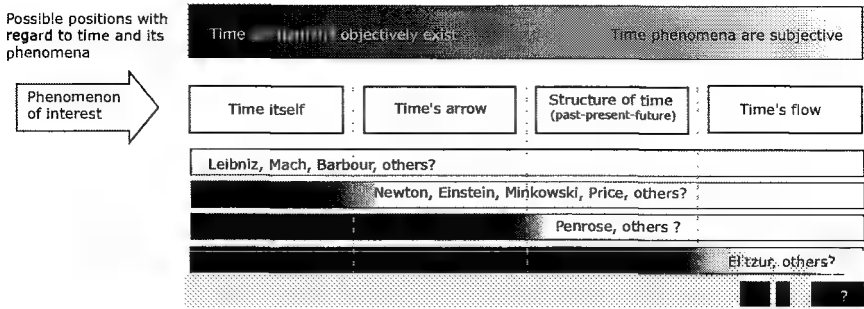 Possible positions with
regard to time and its
phenomena
Time objectively exist
Time phenomena are subjective
Phenomenon
of interest
Time itself
Time's arrow
Structure of time
(past-present-future)
Time's flow
Leibniz, Mach, Barbour, others?
Newton, Einstein, Minkowski, Price, others?
Penrose, others ?
Elitzur, others?
?